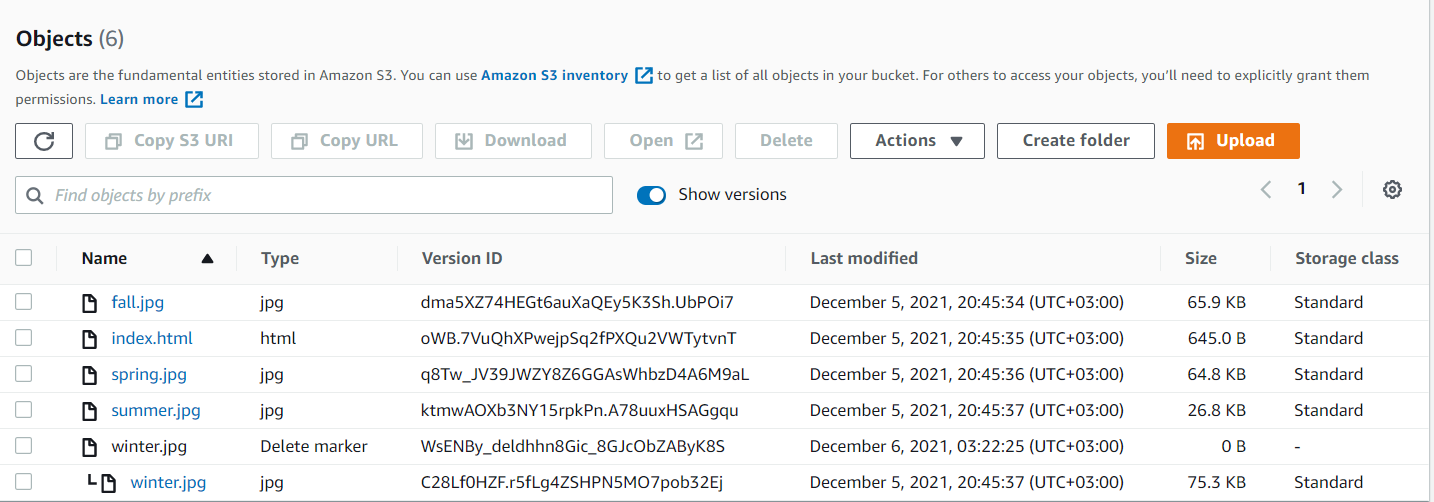 Objects (6)
Objects are the fundamental entities stored in Amazon S3. You can use Amazon S3 inventory to get a list of all objects in your bucket. For others to access your objects, you'll need to explicitly grant them
permissions. Learn more
Copy S3 URI Copy URL Download Open Delete Actions Create folder Upload
Find objects by prefix Show versions 1
Name Type Version ID Last modified Size Storage class
fall.jpg jpg dma5XZ74HEGt6auXaQEy5K3Sh.UbPOi7 December 5, 2021, 20:45:34 (UTC+03:00) 65.9 KB Standard
index.html html oWB.7VuQhXPwejpSq2fPXQu2VWTytvnT December 5, 2021, 20:45:35 (UTC+03:00) 645.0 B Standard
spring.jpg jpg q8Tw_JV39JWZY8Z6GGAsWhbzD4A6M9aL December 5, 2021, 20:45:36 (UTC+03:00) 64.8 KB Standard
summer.jpg jpg ktmwAOXb3NY15rpkPn.A78uuxHSAGgqu December 5, 2021, 20:45:37 (UTC+03:00) 26.8 KB Standard
winter.jpg Delete marker WsENBy_deldhhn8Gic_8GJcObZAByK8S December 6, 2021, 03:22:25 (UTC+03:00) 0 B -
winter.jpg jpg C28Lf0HZF.r5fLg4ZSHPN5MO7pob32Ej December 5, 2021, 20:45:37 (UTC+03:00) 75.3 KB Standard